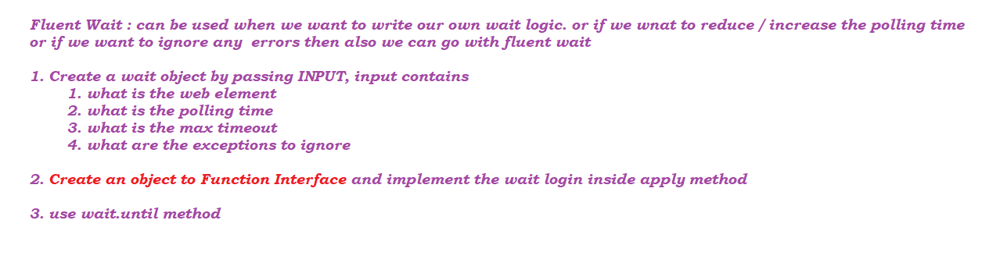 Fluent Wait : can be used when we want to write our own wait logic. or if we wnat to reduce / increase the polling time
or if we want to ignore any  errors then also we can go with fluent wait
1. Create a wait object by passing INPUT, input contains
1. what is the web element
2. what is the polling time
3. what is the max timeout
4. what are the exceptions to ignore
2. Create an object to Function Interface and implement the wait login inside apply method
3. use wait.until method